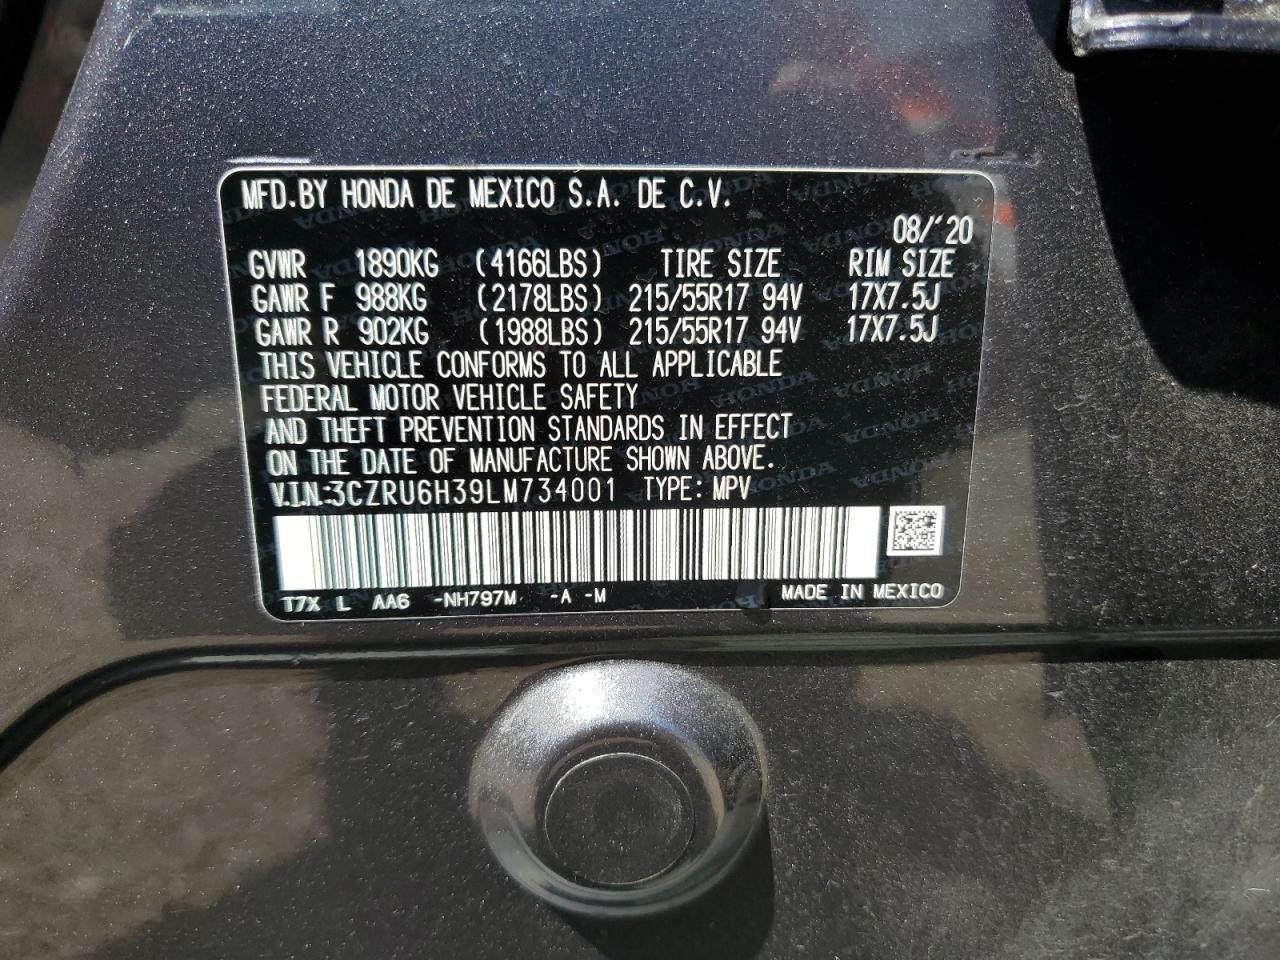 MFD.BY HONDA DE MEXICO S.A. DE C.V.
08/'20
GVWR 1890KG (4166LBS) TIRE SIZE RIM SIZE
GAWR F 988KG (2178LBS) 215/55R17 94V 17X7.5J
GAWR R 902KG (1988LBS) 215/55R17 94V 17X7.5J
THIS VEHICLE CONFORMS TO ALL APPLICABLE
FEDERAL MOTOR VEHICLE SAFETY
AND THEFT PREVENTION STANDARDS IN EFFECT
ON THE DATE OF MANUFACTURE SHOWN ABOVE.
V.I.N.:3CZRU6H39LM734001 TYPE: MPV
T7X L AA6 -NH797M -A -M MADE IN MEXICO